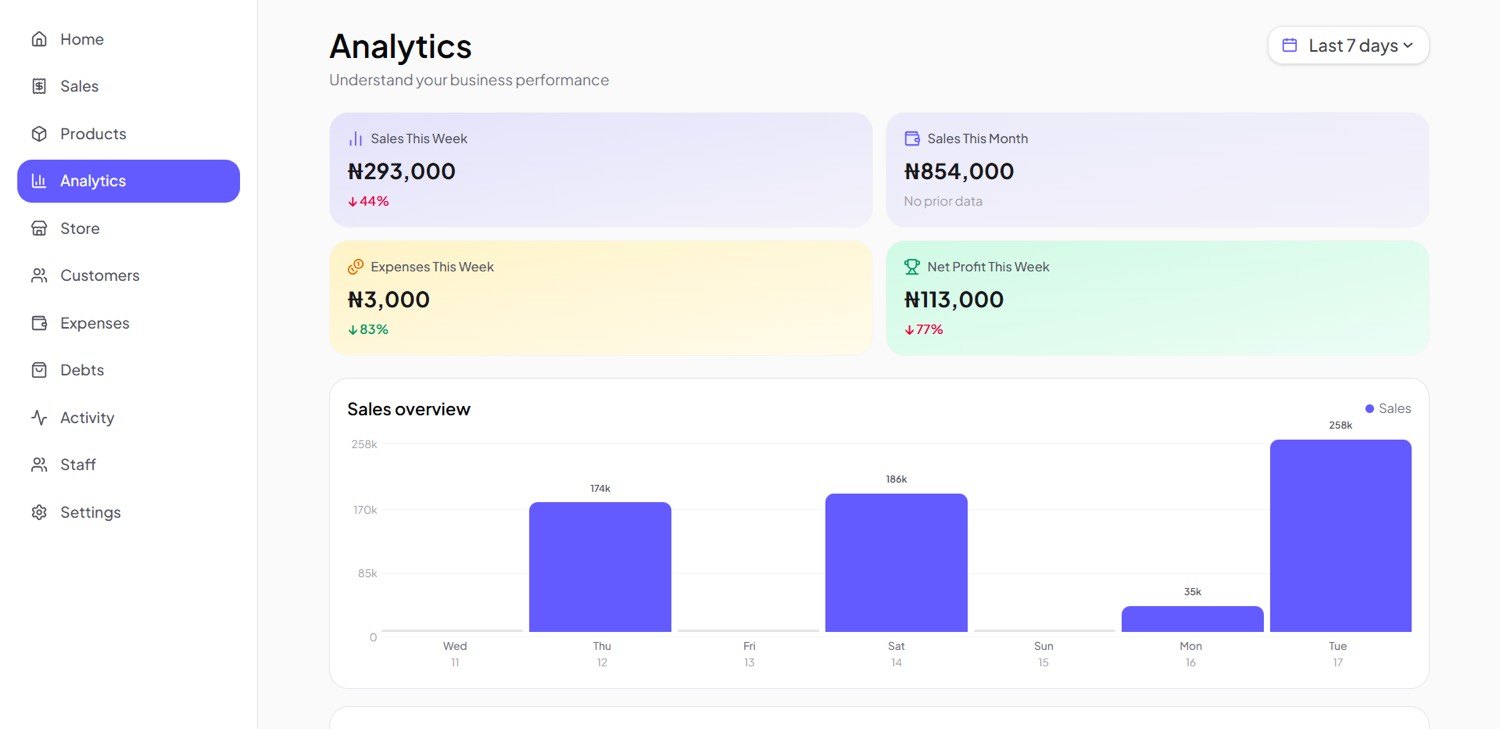 Home
Sales
Products
Analytics
Store
Customers
Expenses
Debts
Activity
Staff
Settings
Analytics
Understand your business performance
Last 7 days
Sales This Week
₦293,000
↓44%
Sales This Month
₦854,000
No prior data
Expenses This Week
₦3,000
↓83%
Net Profit This Week
₦113,000
↓77%
Sales overview
Sales
258k
170k
85k
0
174k
186k
35k
258k
Wed Thu Fri Sat Sun Mon Tue
11 12 13 14 15 16 17